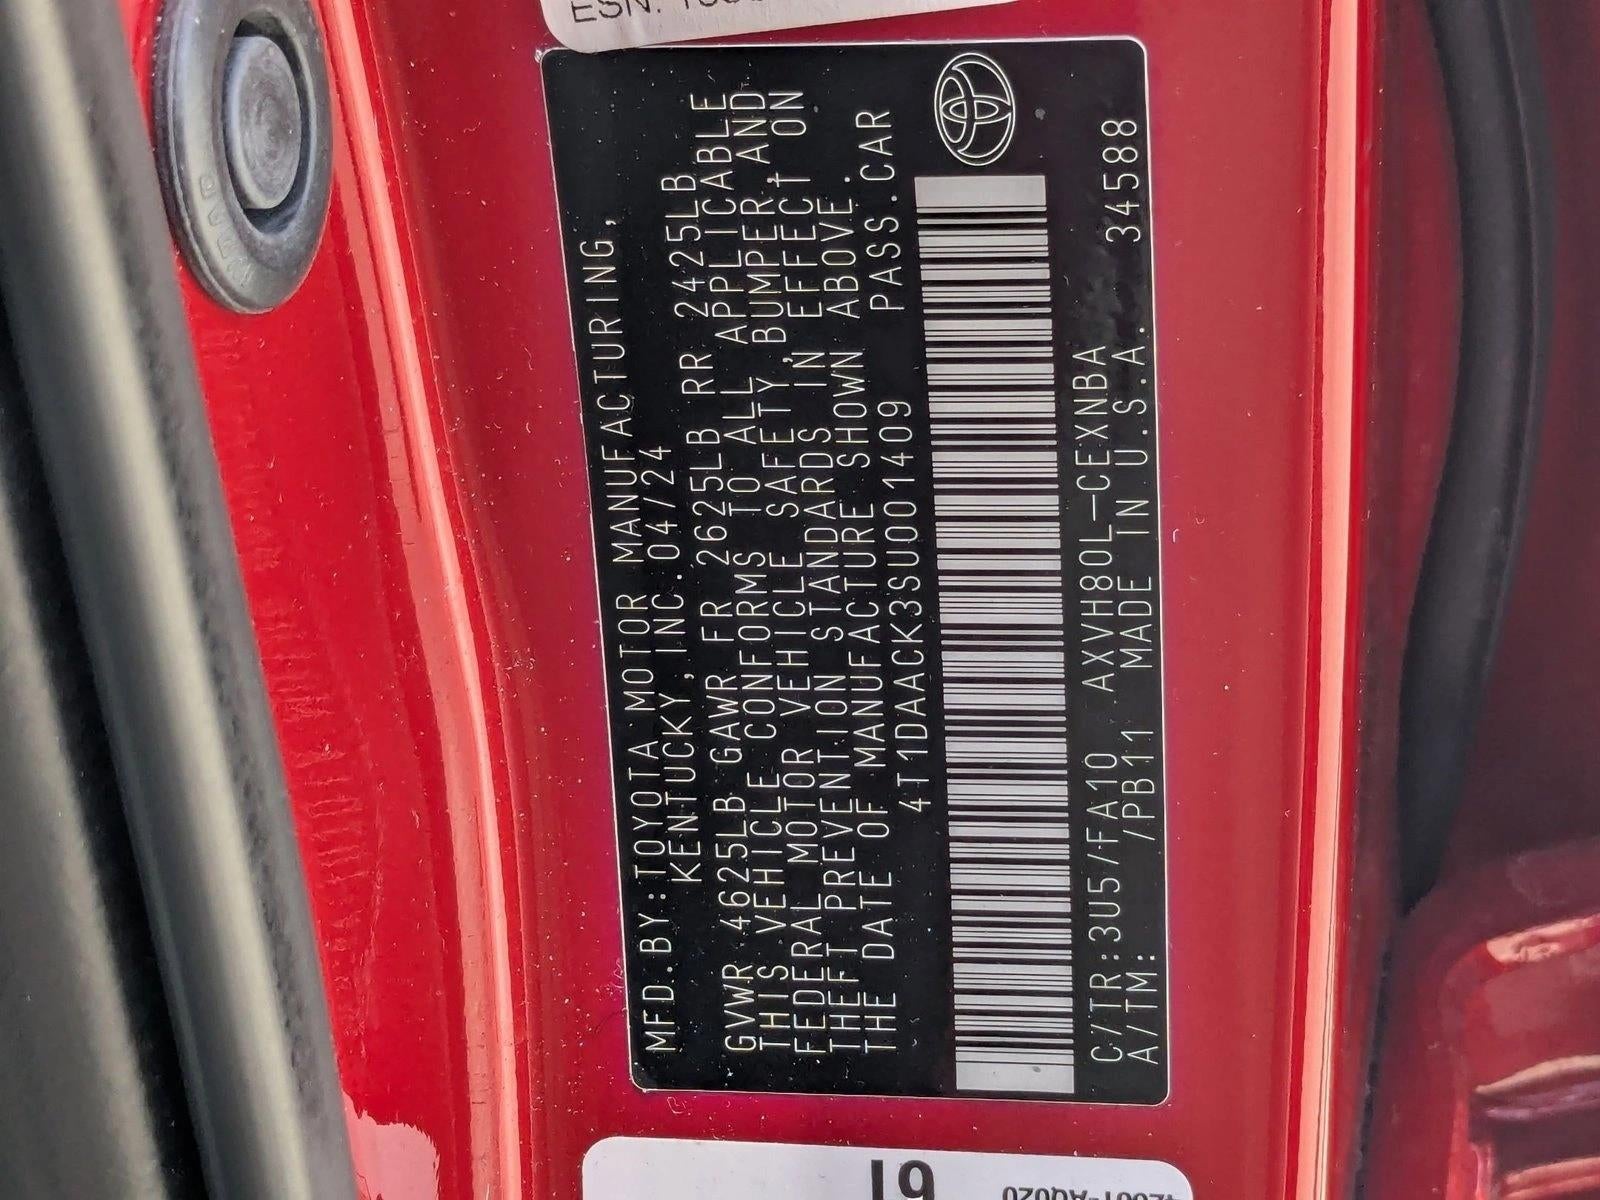 MFD.BY:TOYOTA MOTOR MANUFACTURING,
KENTUCKY,INC.04/24
GVWR 4625LB GAWR FR 2625LB RR 2425LB
THIS VEHICLE CONFORMS TO ALL APPLICABLE
FEDERAL MOTOR VEHICLE SAFETY,BUMPER,AND
THEFT PREVENTION STANDARDS IN EFFECT ON
THE DATE OF MANUFACTURE SHOWN ABOVE.
4T1DAACK3SU001409 PASS.CAR
C/TR:3U5/FA10 AXVH80L-CEXNBA
A/TM: /PB11 MADE IN U.S.A. 34588
ESN: